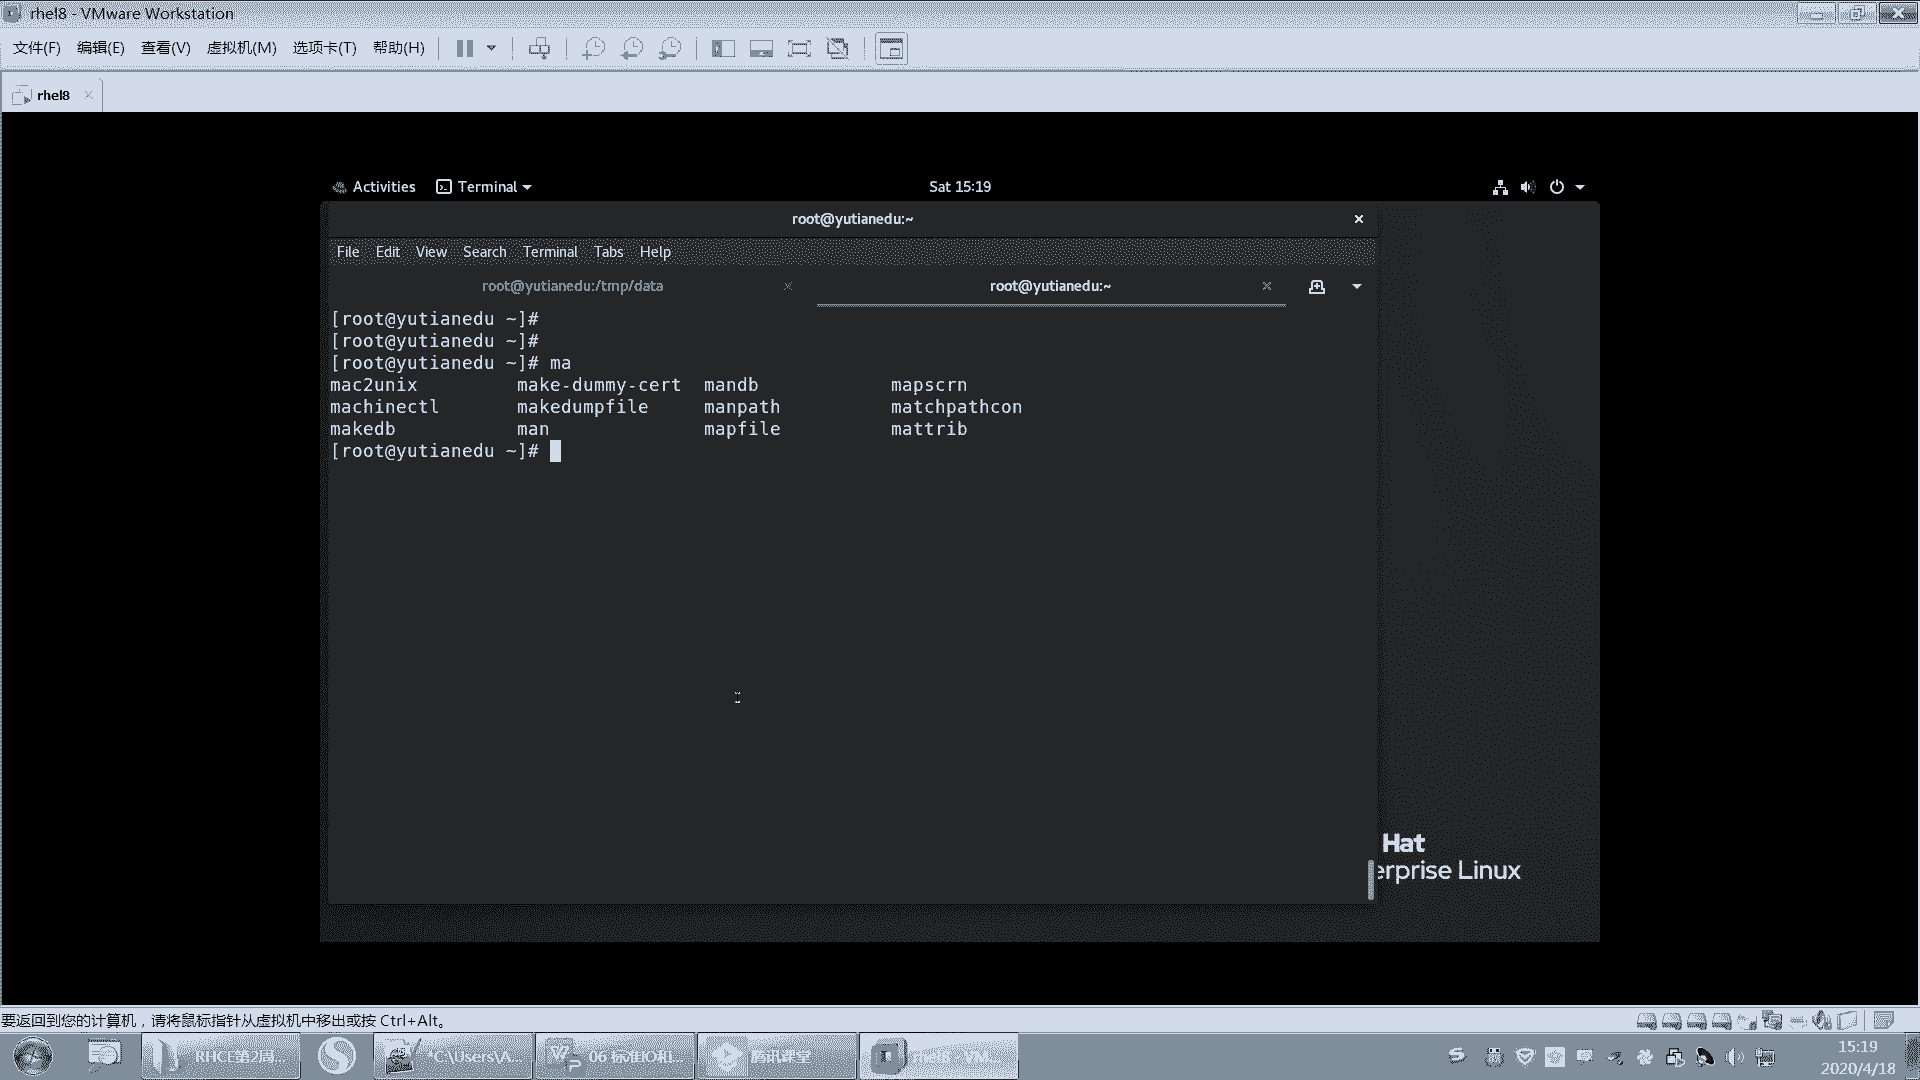 rhel8 - VMware Workstation
文件(F) 编辑(E) 查看(V) 虚拟机(M) 选项卡(T) 帮助(H)
rhel8
Activities Terminal Sat 15:19
root@yutianedu:~
File Edit View Search Terminal Tabs Help
root@yutianedu:/tmp/data root@yutianedu:~
[root@yutianedu ~]#
[root@yutianedu ~]#
[root@yutianedu ~]# ma
mac2unix make-dummy-cert mandb mapscrn
machinectl makedumpfile manpath matchpathcon
makedb man mapfile mattrib
[root@yutianedu ~]#
Hat
erprise Linux
要返回到您的计算机，请将鼠标指针从虚拟机中移出或按 Ctrl+Alt。
RHCE第2周... *C:\Users\A... 06 标准IO和... 腾讯课堂 rhel8 - VM...
15:19
2020/4/18